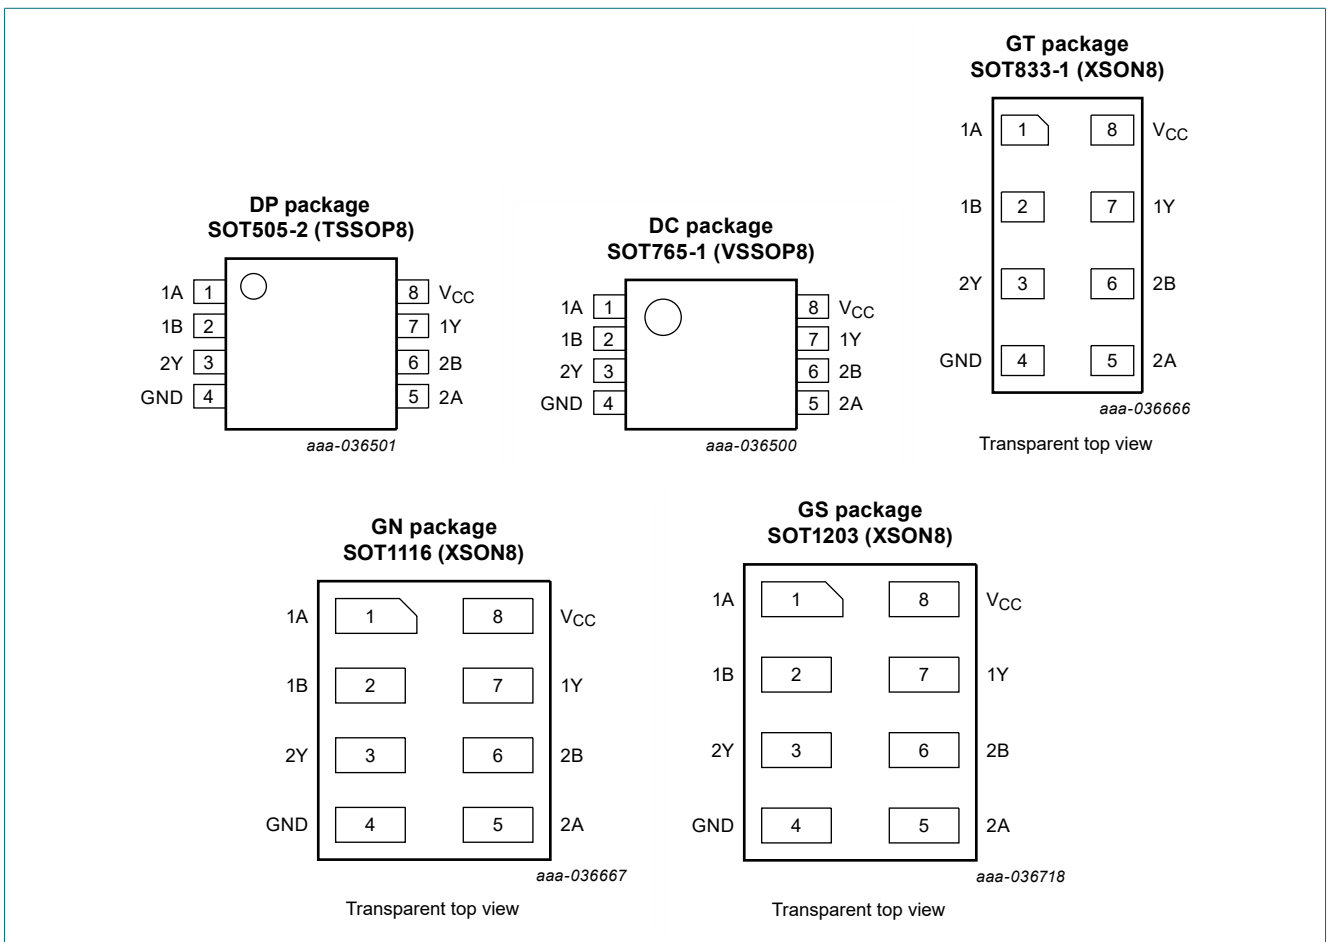 GT package
SOT833-1 (XSON8)
1A 1 8 VCC
1B 2 7 1Y
2Y 3 6 2B
GND 4 5 2A
aaa-036666
Transparent top view
DP package
SOT505-2 (TSSOP8)
1A 1 8 VCC
1B 2 7 1Y
2Y 3 6 2B
GND 4 5 2A
aaa-036501
DC package
SOT765-1 (VSSOP8)
1A 1 8 VCC
1B 2 7 1Y
2Y 3 6 2B
GND 4 5 2A
aaa-036500
GN package
SOT1116 (XSON8)
1A 1 8 VCC
1B 2 7 1Y
2Y 3 6 2B
GND 4 5 2A
aaa-036667
Transparent top view
GS package
SOT1203 (XSON8)
1A 1 8 VCC
1B 2 7 1Y
2Y 3 6 2B
GND 4 5 2A
aaa-036718
Transparent top view